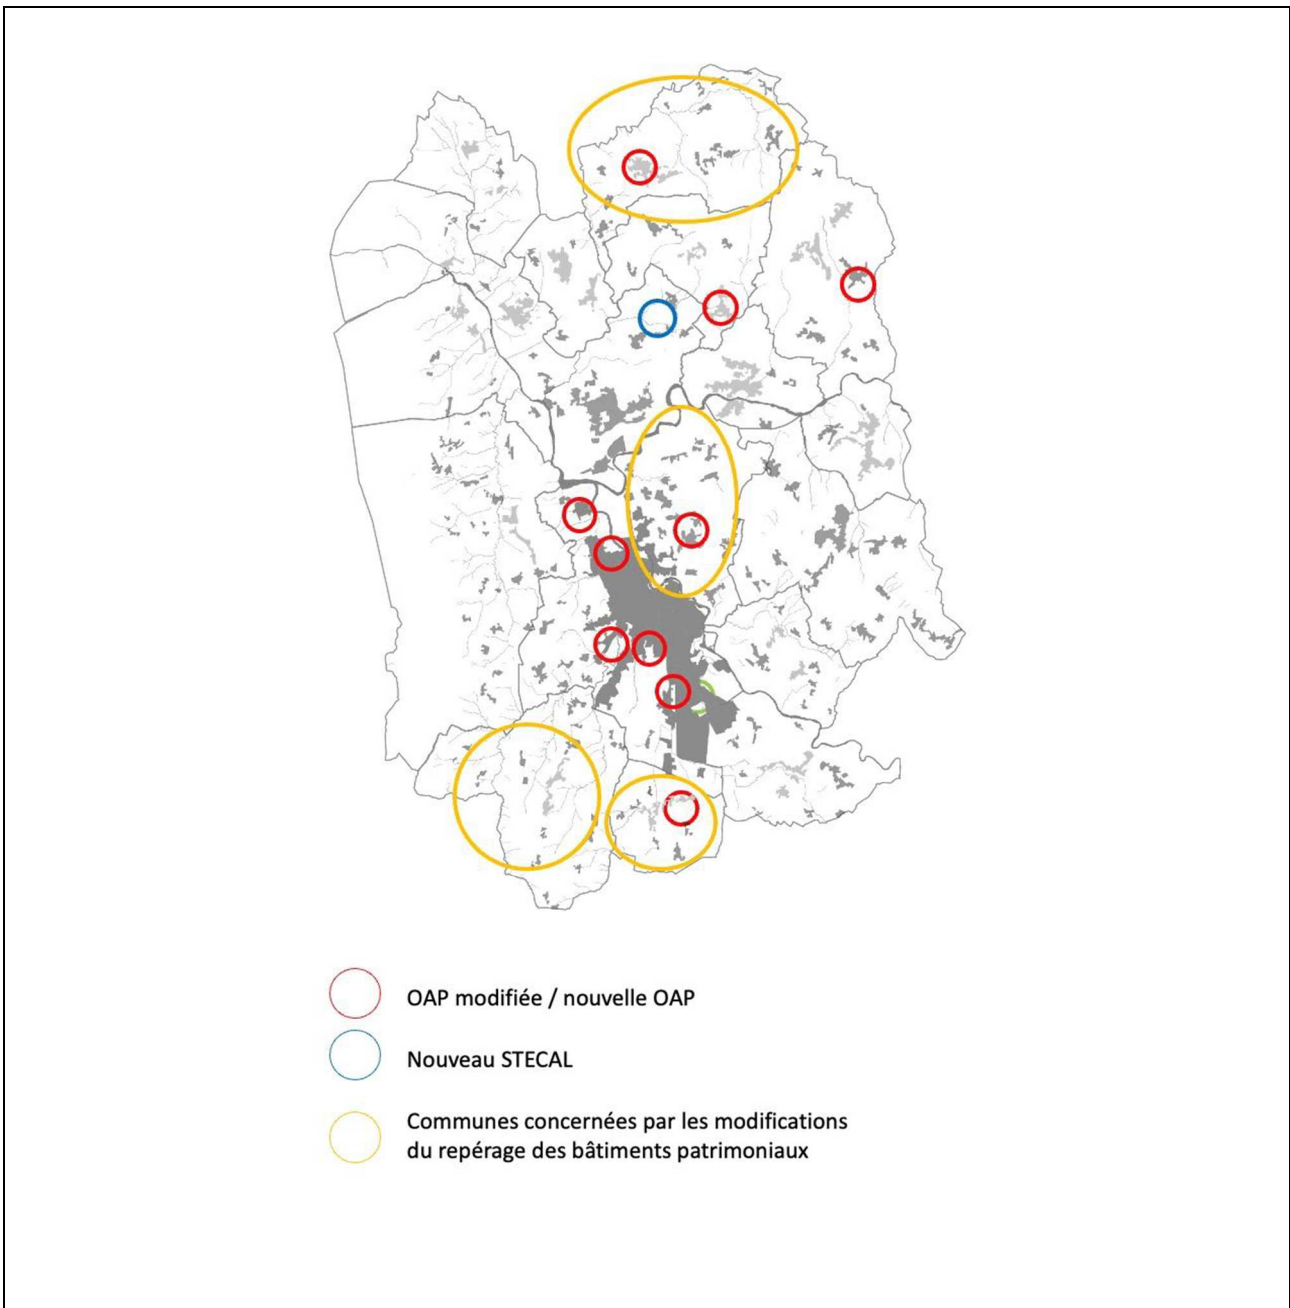 OAP modifiée / nouvelle OAP
Nouveau STECAL
Communes concernées par les modifications
du repérage des bâtiments patrimoniaux